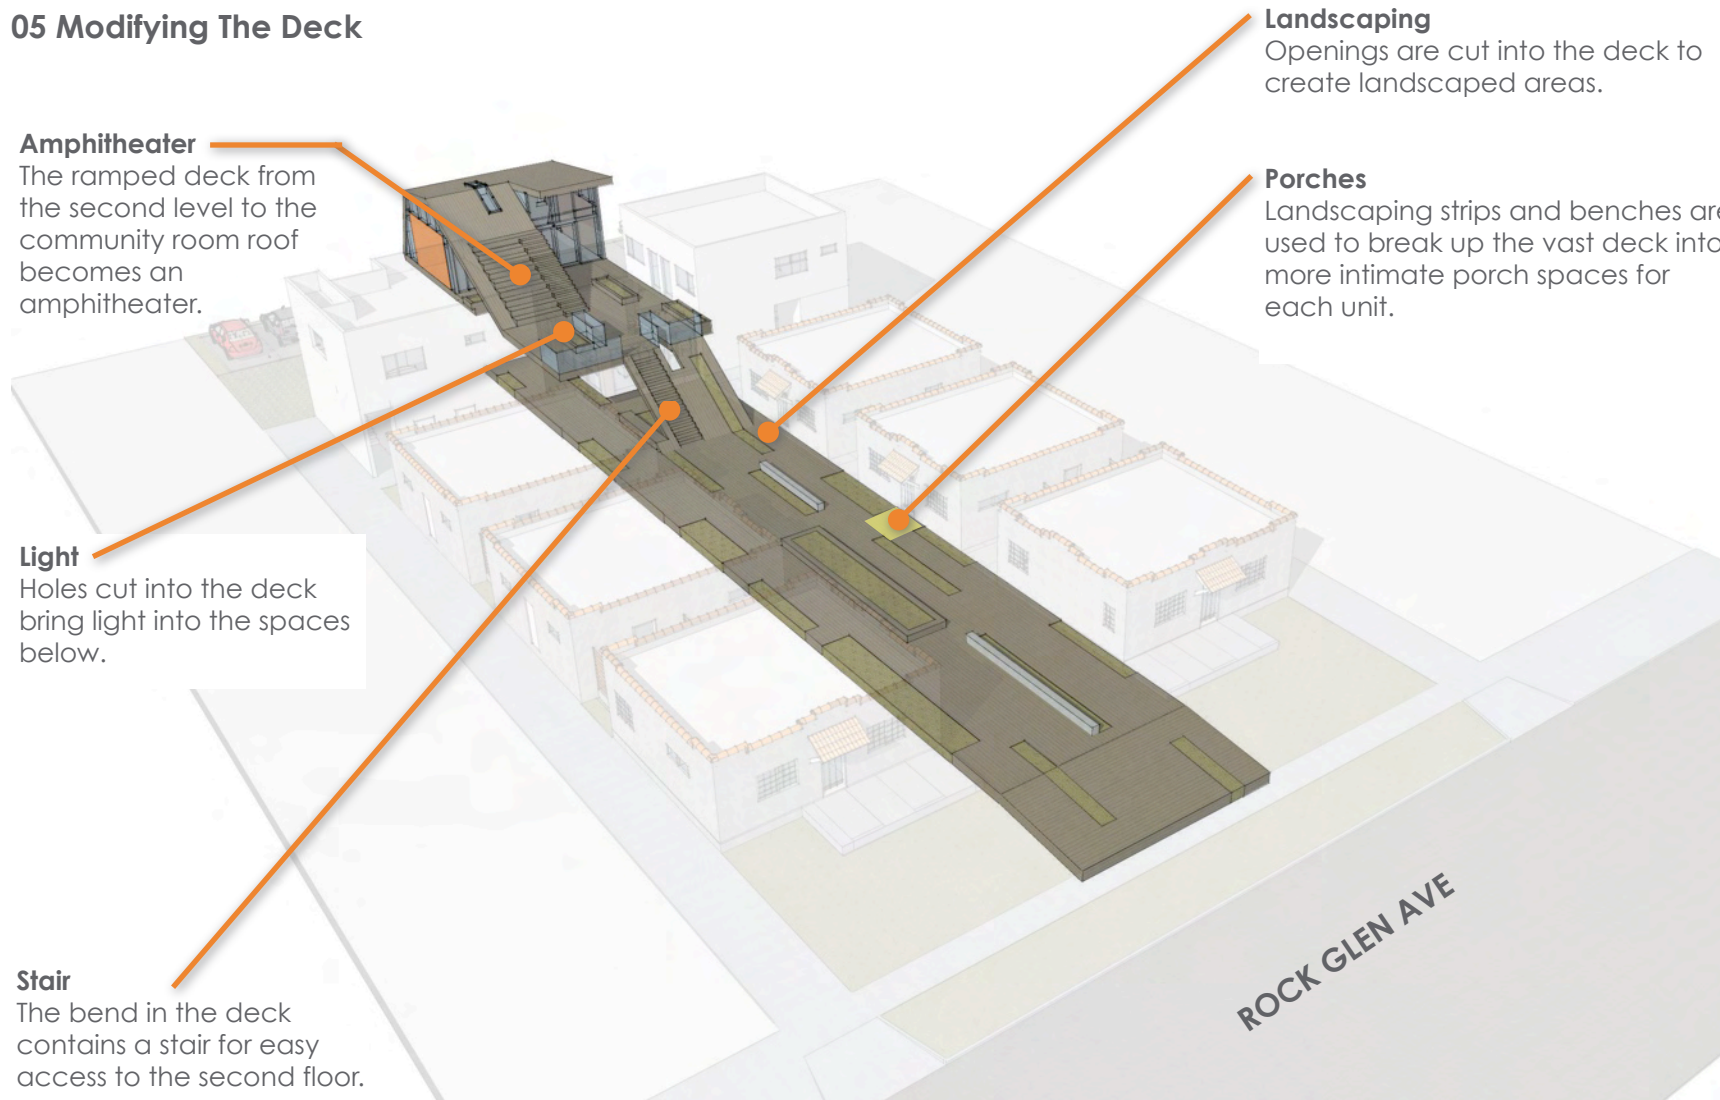 05 Modifying The Deck
Amphitheater
The ramped deck from
the second level to the
community room roof
becomes an
amphitheater.
Light
Holes cut into the deck
bring light into the spaces
below.
Stair
The bend in the deck
contains a stair for easy
access to the second floor.
Landscaping
Openings are cut into the deck to
create landscaped areas.
Porches
Landscaping strips and benches are
used to break up the vast deck into
more intimate porch spaces for
each unit.
ROCK GLEN AVE